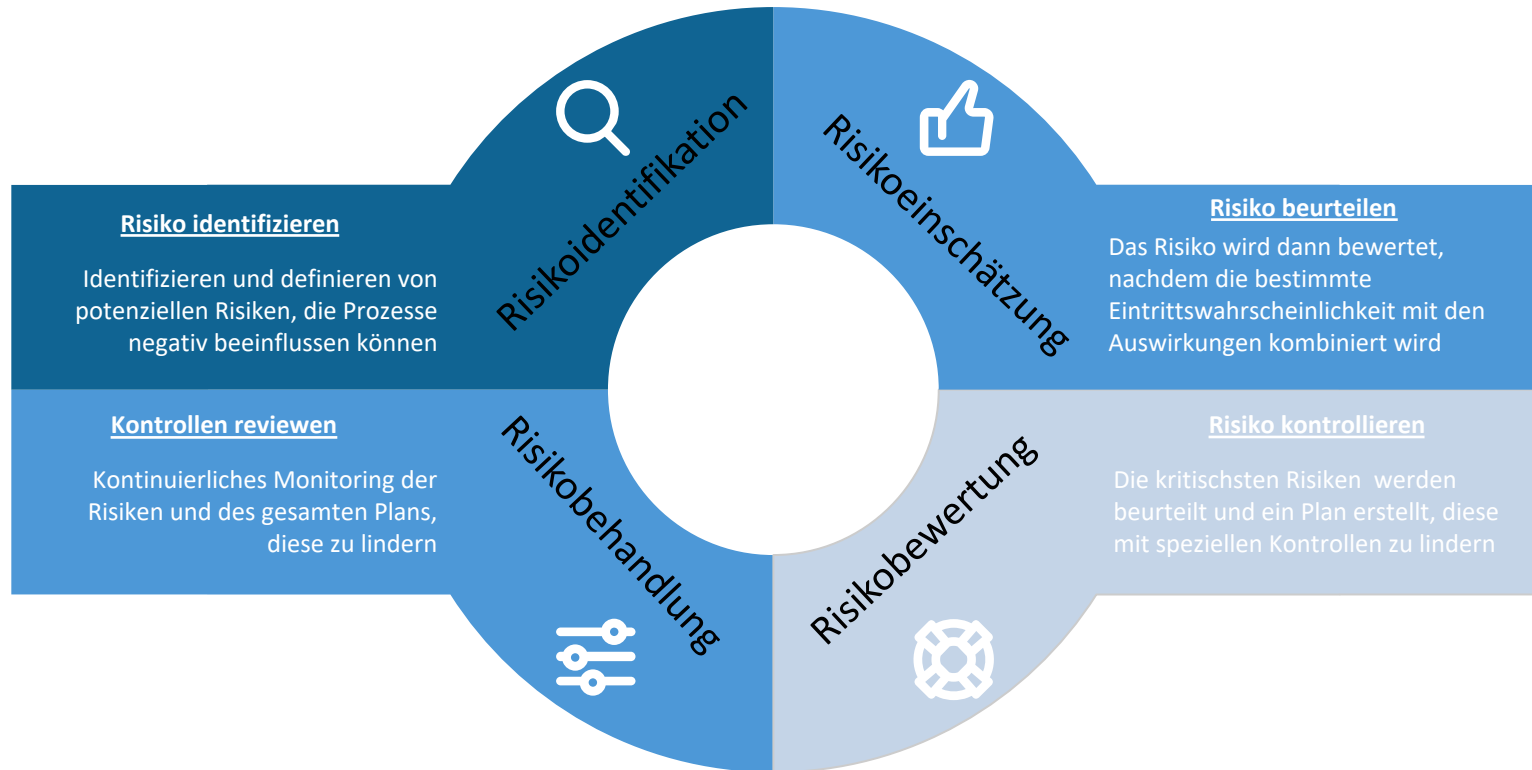 Risikoidentifikation
Risiko identifizieren
Identifizieren und definieren von
potenziellen Risiken, die Prozesse
negativ beeinflussen können
Risikoeinschätzung
Risiko beurteilen
Das Risiko wird dann bewertet,
nachdem die bestimmte
Eintrittswahrscheinlichkeit mit den
Auswirkungen kombiniert wird
Risikobehandlung
Kontrollen reviewen
Kontinuierliches Monitoring der
Risiken und des gesamten Plans,
diese zu lindern
Risikobewertung
Risiko kontrollieren
Die kritischsten Risiken  werden
beurteilt und ein Plan erstellt, diese
mit speziellen Kontrollen zu lindern